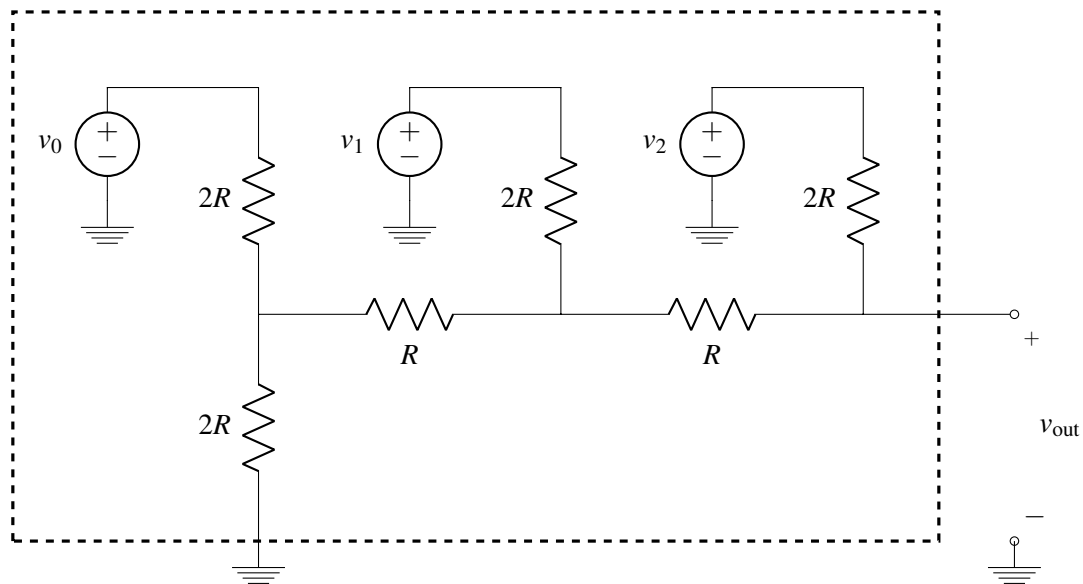 v0 + − v1 + − v2 + −
2R 2R 2R
R R
+
2R
vout
−